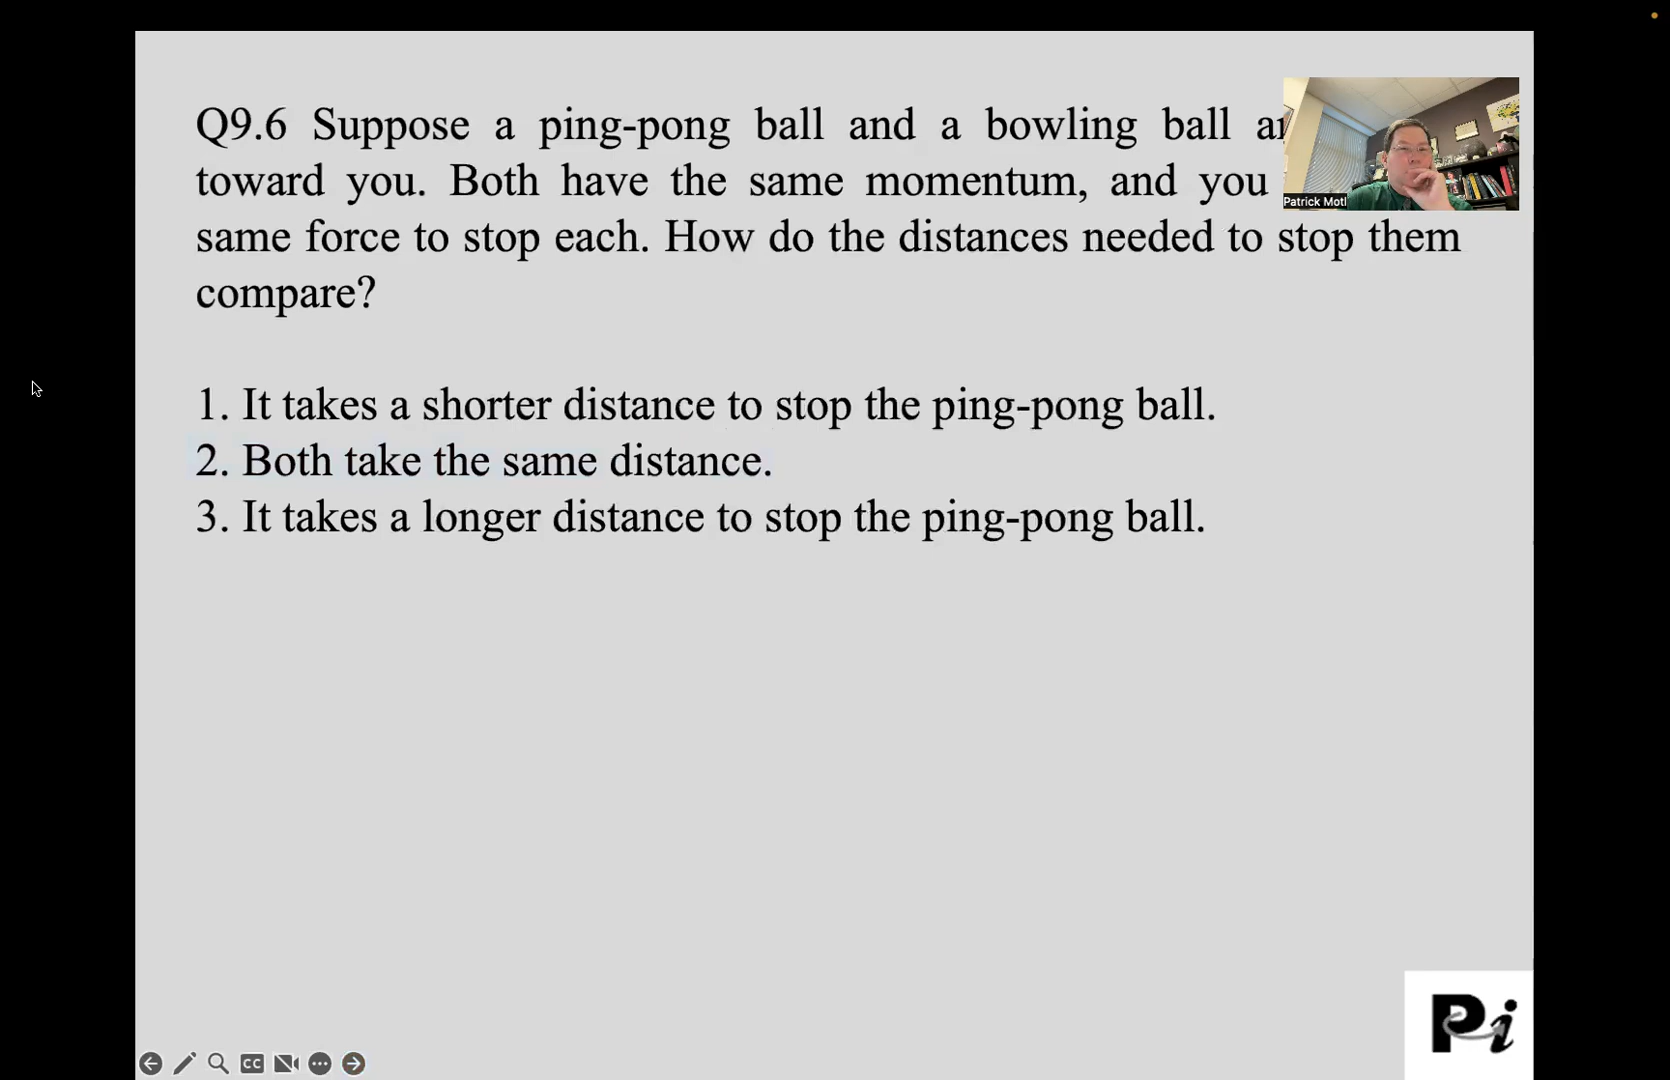 Q9.6 Suppose a ping-pong ball and a bowling ball
toward you. Both have the same momentum, and you
same force to stop each. How do the distances needed to stop them
compare?
1. It takes a shorter distance to stop the ping-pong ball.
2. Both take the same distance.
3. It takes a longer distance to stop the ping-pong ball.
Patrick Motl
CC
Pi